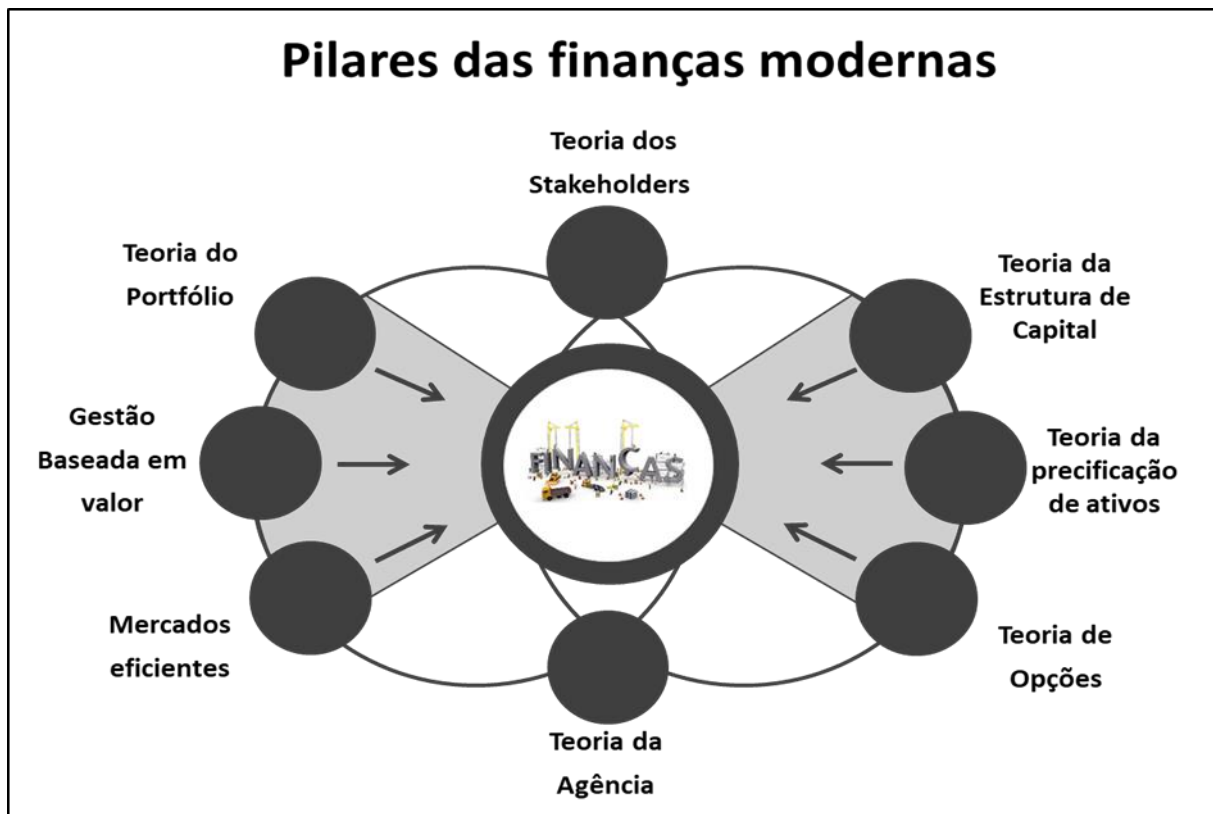 Pilares das finanças modernas
Teoria dos
Stakeholders
Teoria do
Portfólio
Teoria da
Estrutura de
Capital
Gestão
Baseada em
valor
FINANÇAS
Teoria da
precificação
de ativos
Mercados
eficientes
Teoria de
Opções
Teoria da
Agência